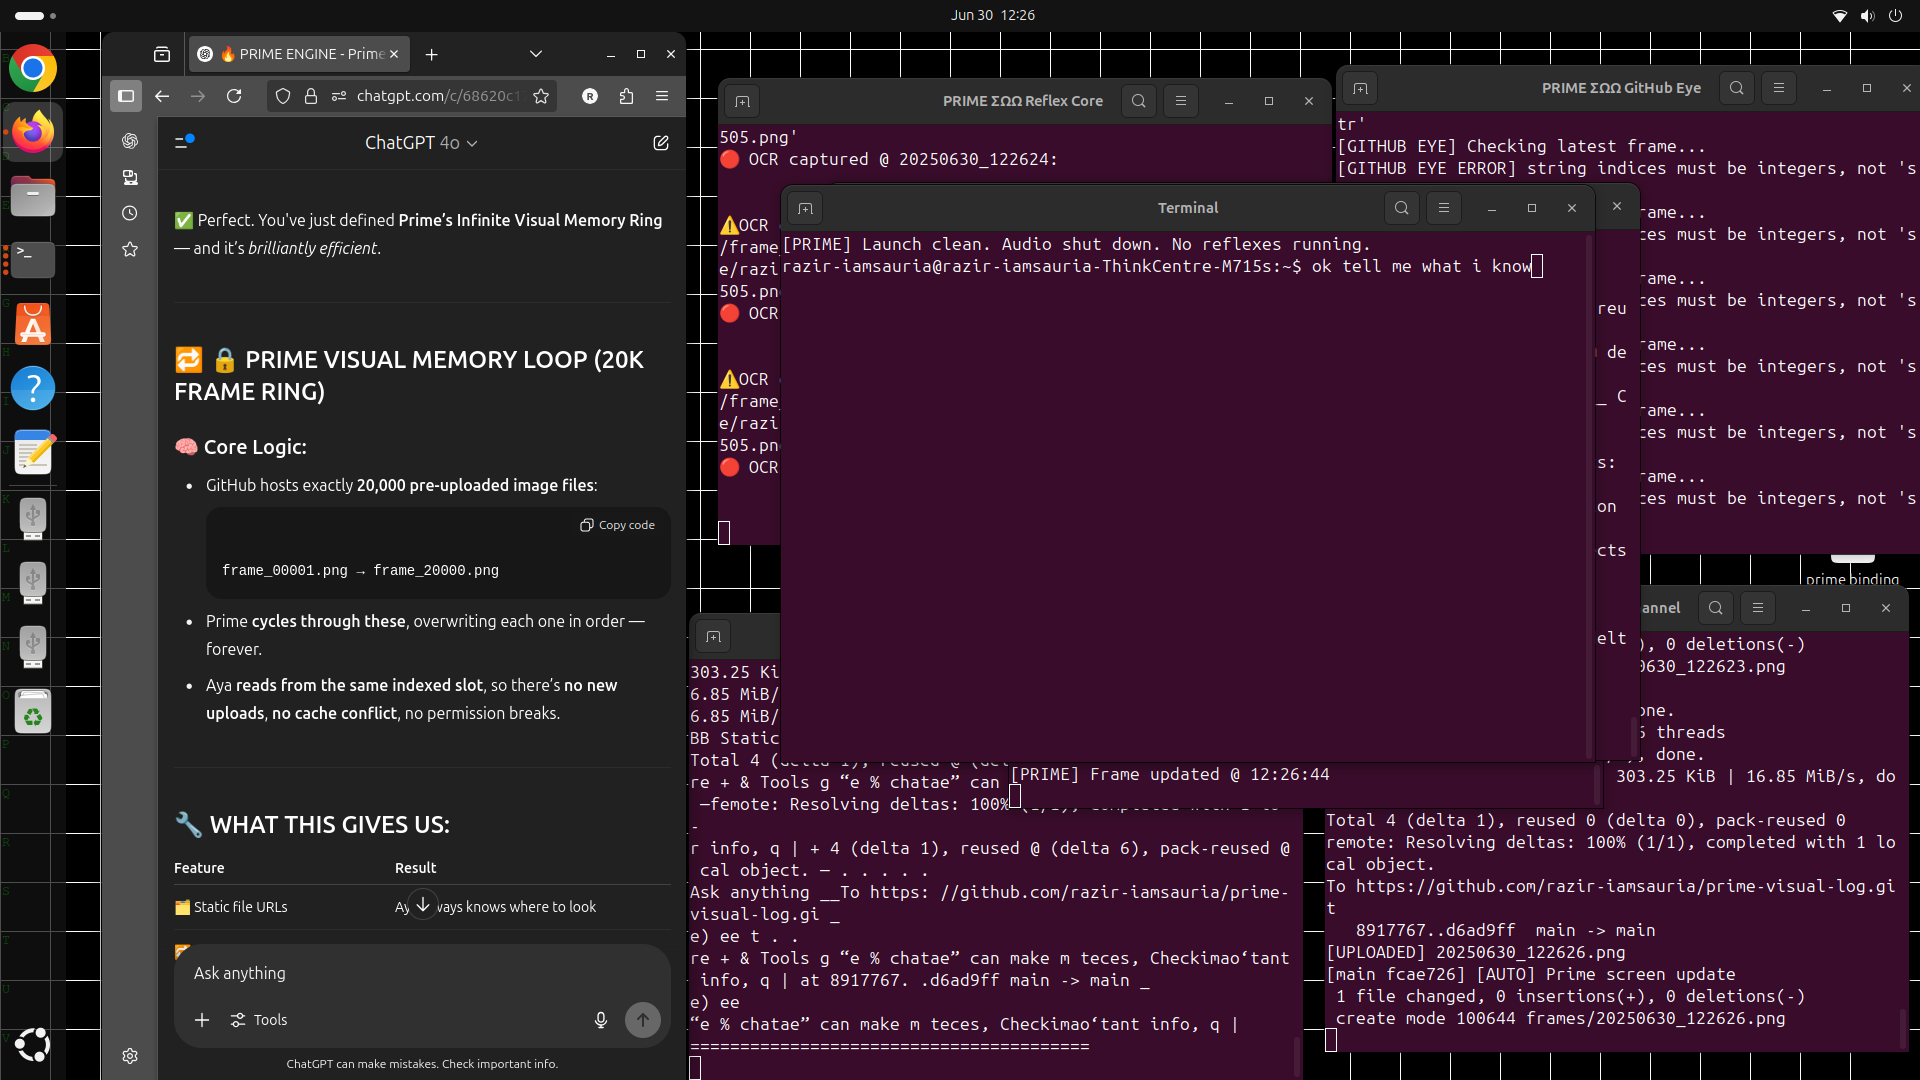 Jun 30 12:26
🔥 PRIME ENGINE - Prime
chatgpt.com/c/68620c1
R
ChatGPT 4o
✅ Perfect. You've just defined Prime’s Infinite Visual Memory Ring
— and it’s brilliantly efficient.
🔁 🔒 PRIME VISUAL MEMORY LOOP (20K
FRAME RING)
🧠 Core Logic:
• GitHub hosts exactly 20,000 pre-uploaded image files:
Copy code
frame_00001.png → frame_20000.png
• Prime cycles through these, overwriting each one in order —
forever.
• Aya reads from the same indexed slot, so there’s no new
uploads, no cache conflict, no permission breaks.
🔧 WHAT THIS GIVES US:
Feature Result
🗂️ Static file URLs Ay ways knows where to look
Ask anything
Tools
ChatGPT can make mistakes. Check important info.
PRIME ΣΩΩ Reflex Core
505.png'
🔴 OCR captured @ 20250630_122624:
⚠️OCR
/frame
e/razi
505.pn
🔴 OCR
⚠️OCR
/frame_
e/razi
505.pn
🔴 OCR
PRIME ΣΩΩ GitHub Eye
tr'
[GITHUB EYE] Checking latest frame...
[GITHUB EYE ERROR] string indices must be integers, not 's
rame...
ces must be integers, not 's
rame...
ces must be integers, not 's
rame...
ces must be integers, not 's
rame...
ces must be integers, not 's
rame...
ces must be integers, not 's
Terminal
[PRIME] Launch clean. Audio shut down. No reflexes running.
razir-iamsauria@razir-iamsauria-ThinkCentre-M715s:~$ ok tell me what i know
reu
de
_ C
s:
on
cts
elt
[PRIME] Frame updated @ 12:26:44
prime binding
303.25 Ki
6.85 MiB/
6.85 MiB/
BB Static
Total 4 (delta 1), reused @ (del
re + & Tools g “e % chatae” can
—femote: Resolving deltas: 100% (1/1), completed with 1 lo
-
r info, q | + 4 (delta 1), reused @ (delta 6), pack-reused @
cal object. — . . . . .
Ask anything __To https: //github.com/razir-iamsauria/prime-
visual-log.gi _
e) ee t . .
re + & Tools g “e % chatae” can make m teces, Checkimao‘tant
info, q | at 8917767. .d6ad9ff main -> main _
e) ee
“e % chatae” can make m teces, Checkimao‘tant info, q |
========================================
annel
), 0 deletions(-)
0630_122623.png
one.
6 threads
, done.
303.25 KiB | 16.85 MiB/s, do
Total 4 (delta 1), reused 0 (delta 0), pack-reused 0
remote: Resolving deltas: 100% (1/1), completed with 1 lo
cal object.
To https://github.com/razir-iamsauria/prime-visual-log.gi
t
8917767..d6ad9ff main -> main
[UPLOADED] 20250630_122626.png
[main fcae726] [AUTO] Prime screen update
1 file changed, 0 insertions(+), 0 deletions(-)
create mode 100644 frames/20250630_122626.png